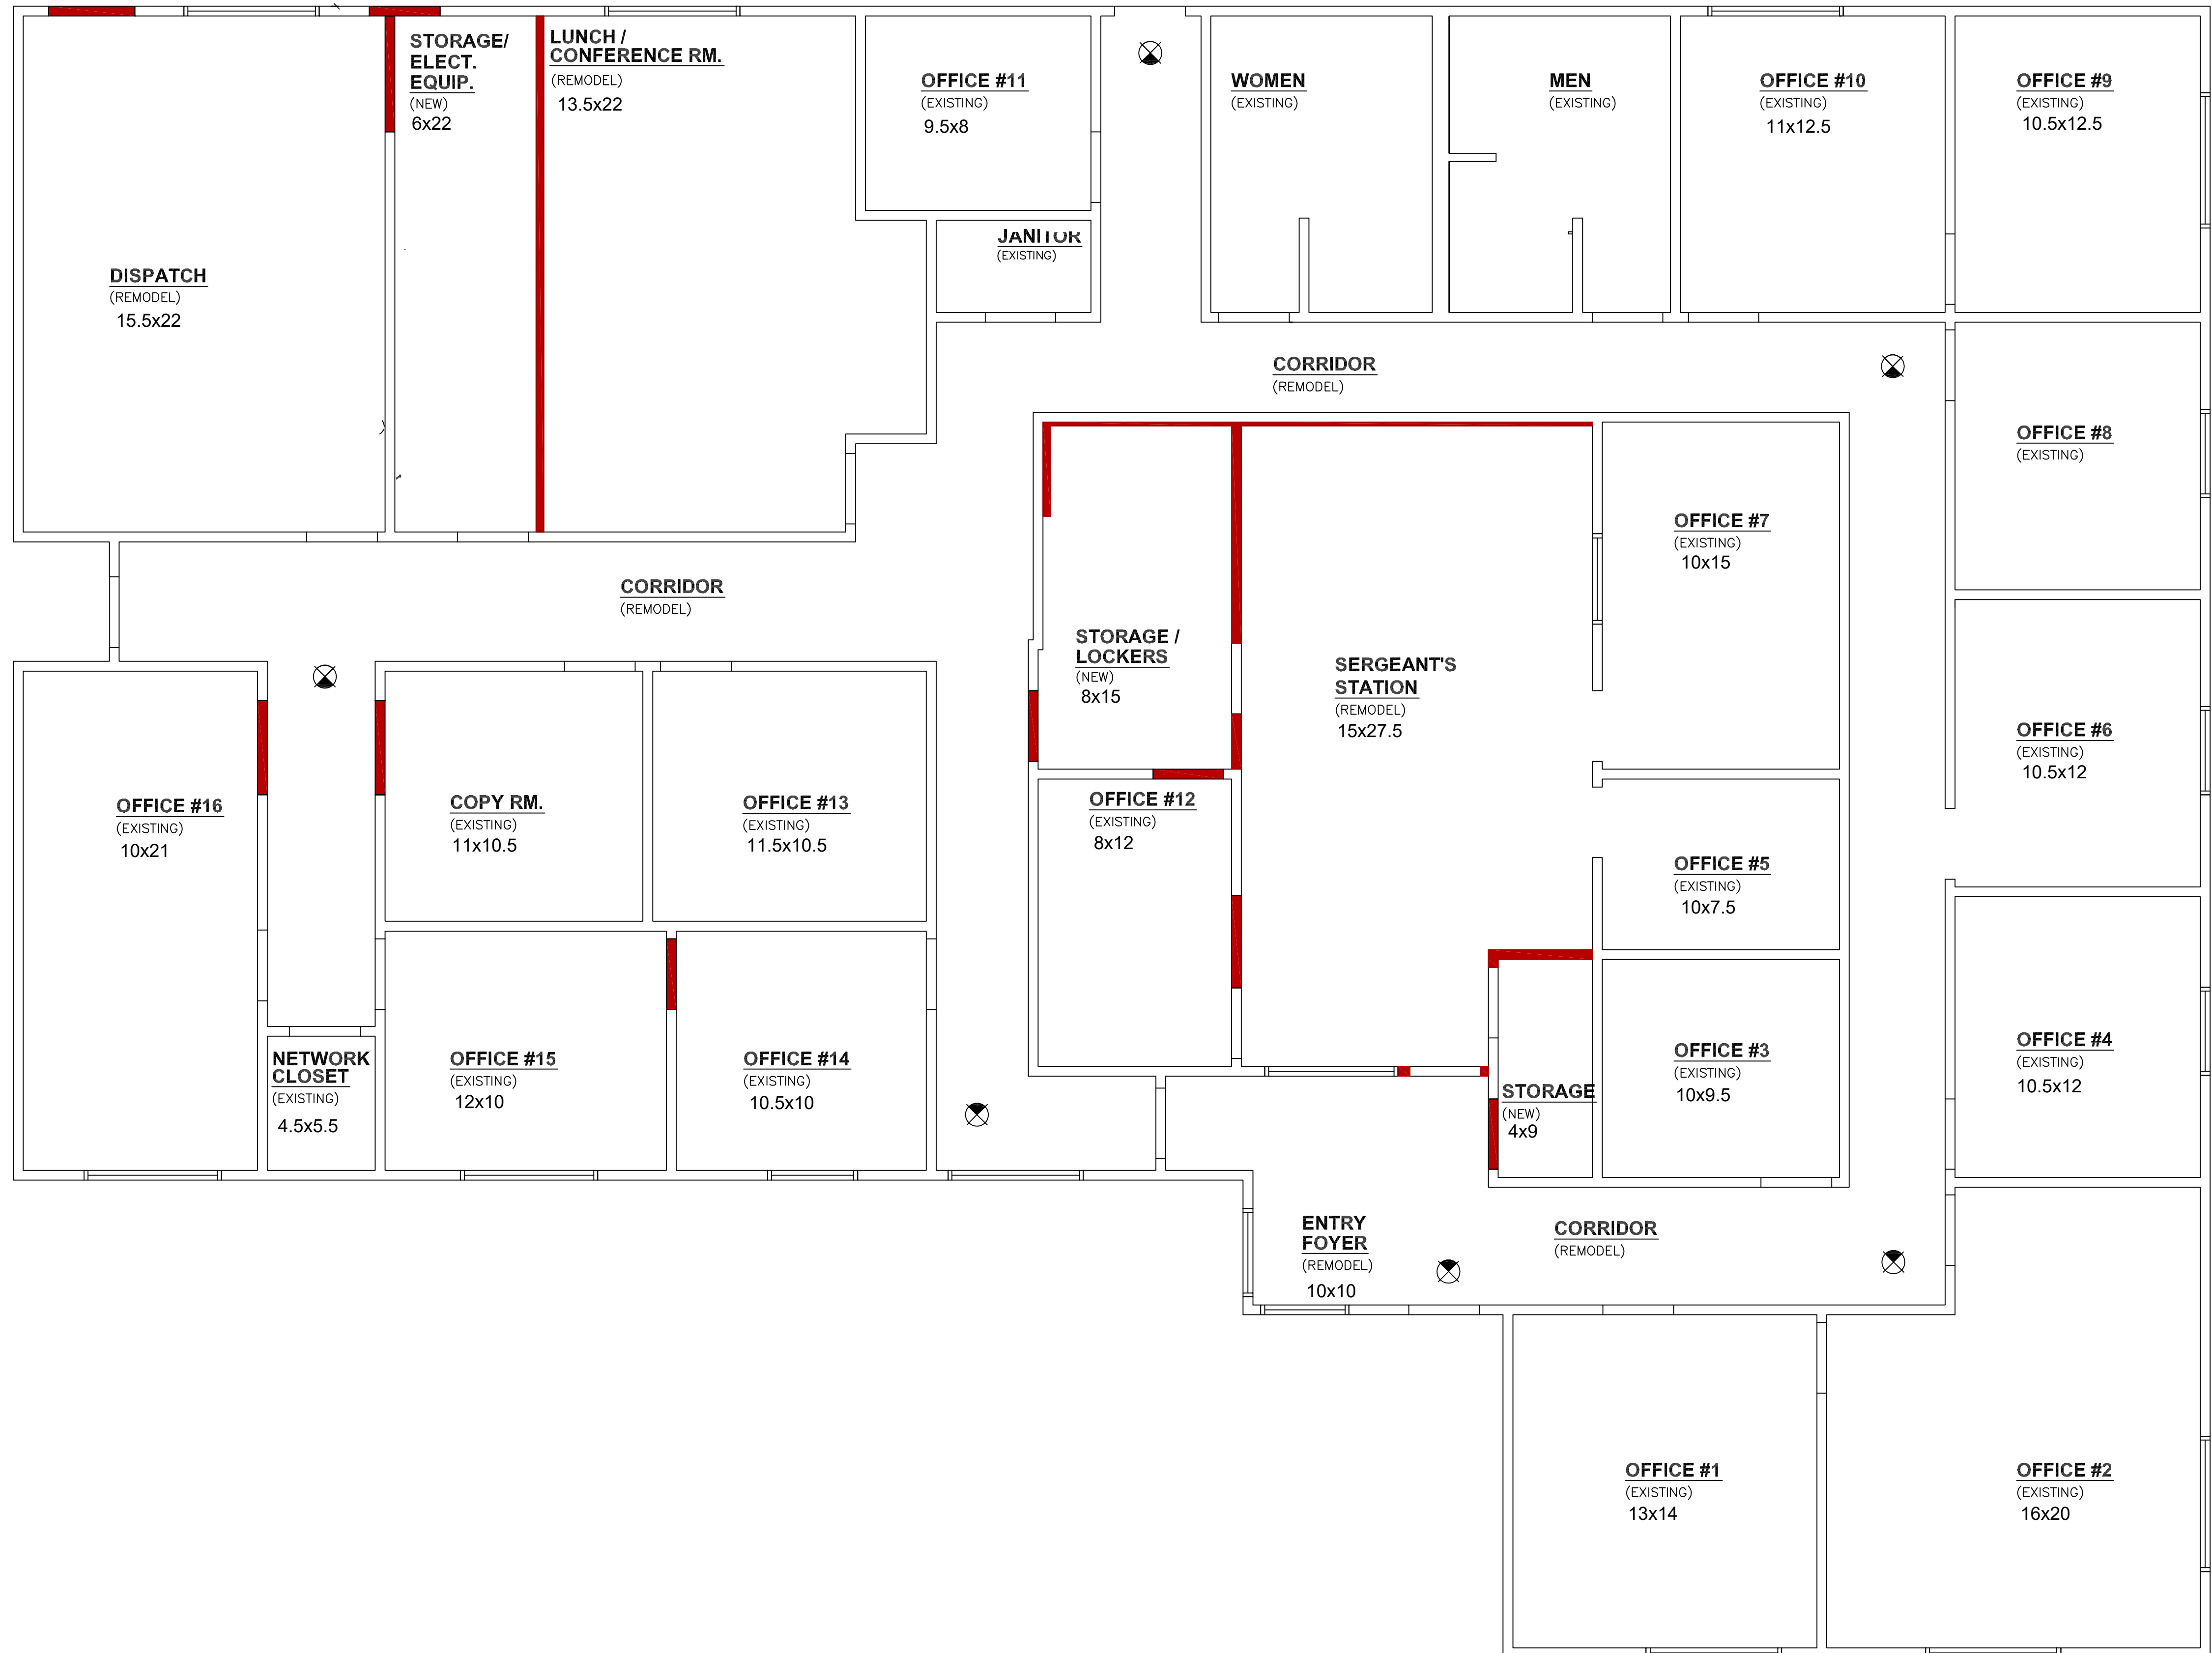 STORAGE/
ELECT.
EQUIP.
(NEW)
6x22
LUNCH /
CONFERENCE RM.
(REMODEL)
13.5x22
OFFICE #11
(EXISTING)
9.5x8
WOMEN
(EXISTING)
MEN
(EXISTING)
OFFICE #10
(EXISTING)
11x12.5
OFFICE #9
(EXISTING)
10.5x12.5
JANITOR
(EXISTING)
DISPATCH
(REMODEL)
15.5x22
CORRIDOR
(REMODEL)
OFFICE #8
(EXISTING)
OFFICE #7
(EXISTING)
10x15
CORRIDOR
(REMODEL)
STORAGE /
LOCKERS
(NEW)
8x15
SERGEANT'S
STATION
(REMODEL)
15x27.5
OFFICE #6
(EXISTING)
10.5x12
OFFICE #16
(EXISTING)
10x21
COPY RM.
(EXISTING)
11x10.5
OFFICE #13
(EXISTING)
11.5x10.5
OFFICE #12
(EXISTING)
8x12
OFFICE #5
(EXISTING)
10x7.5
NETWORK
CLOSET
(EXISTING)
4.5x5.5
OFFICE #15
(EXISTING)
12x10
OFFICE #14
(EXISTING)
10.5x10
STORAGE
(NEW)
4x9
OFFICE #3
(EXISTING)
10x9.5
OFFICE #4
(EXISTING)
10.5x12
ENTRY
FOYER
(REMODEL)
10x10
CORRIDOR
(REMODEL)
OFFICE #1
(EXISTING)
13x14
OFFICE #2
(EXISTING)
16x20